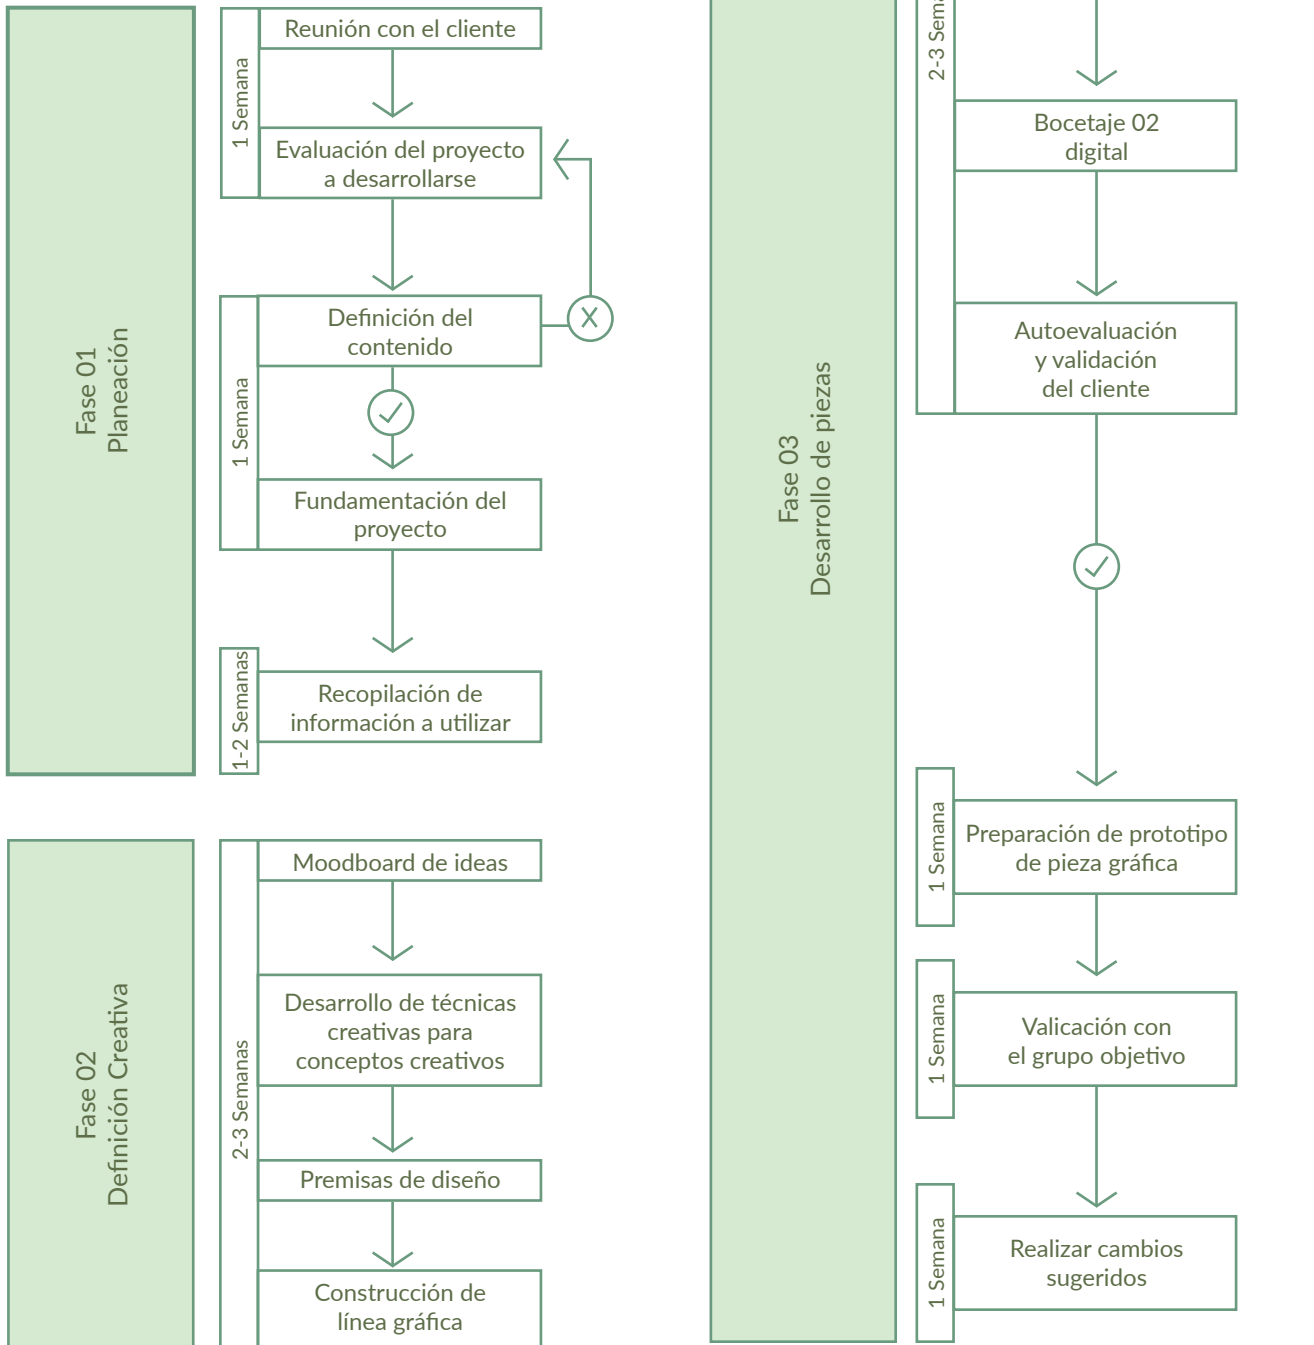 Fase 01
Planeación
1 Semana
Reunión con el cliente
Evaluación del proyecto
a desarrollarse
X
1 Semana
Definición del
contenido
Fundamentación del
proyecto
1-2 Semanas
Recopilación de
información a utilizar
Fase 02
Definición Creativa
2-3 Semanas
Moodboard de ideas
Desarrollo de técnicas
creativas para
conceptos creativos
Premisas de diseño
Construcción de
línea gráfica
Fase 03
Desarrollo de piezas
2-3 Sema
Bocetaje 02
digital
Autoevaluación
y validación
del cliente
1 Semana
Preparación de prototipo
de pieza gráfica
1 Semana
Valicación con
el grupo objetivo
1 Semana
Realizar cambios
sugeridos